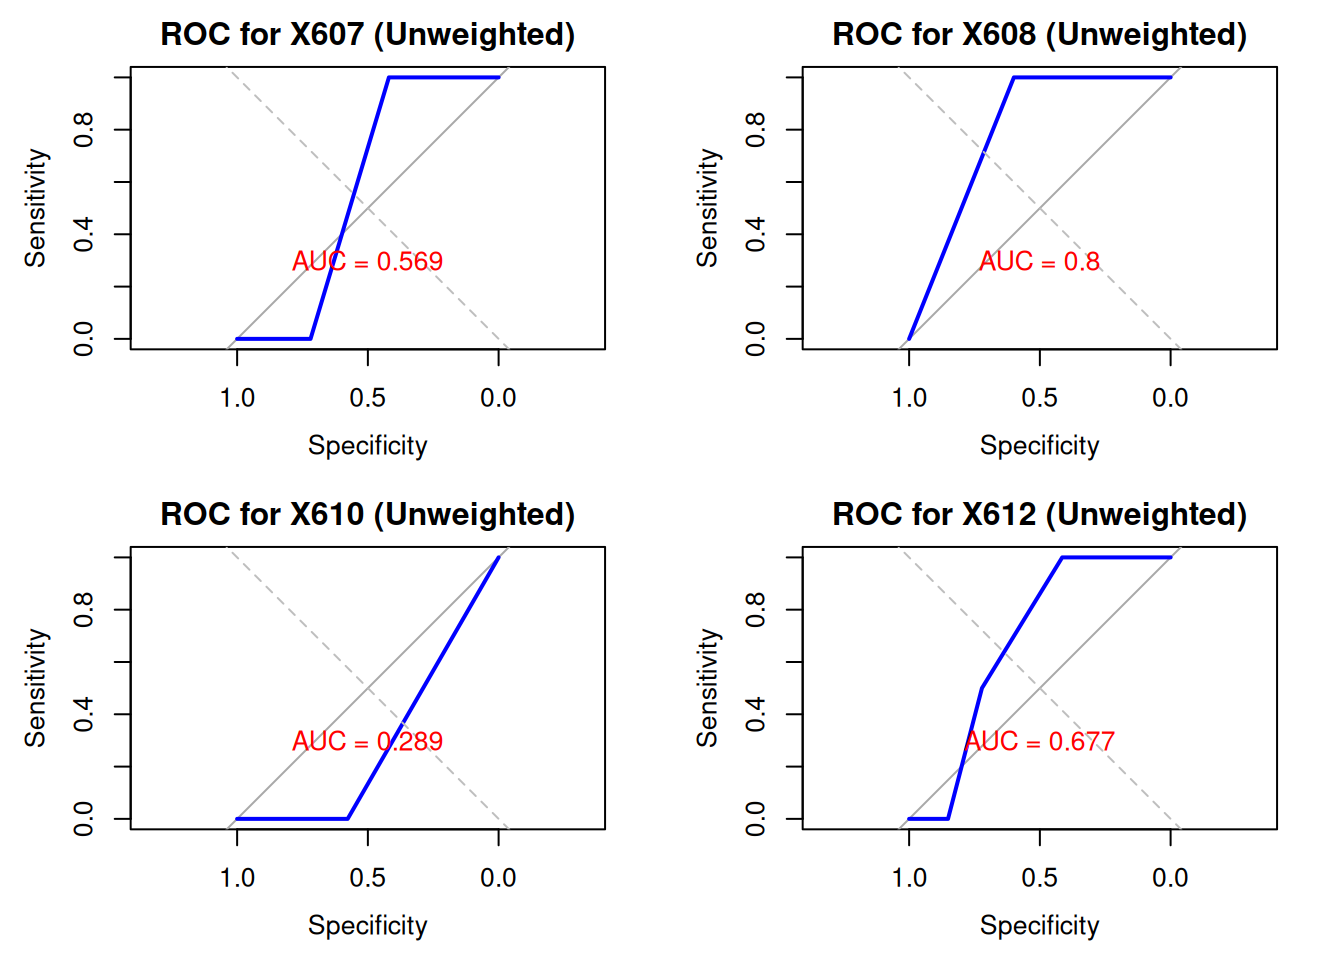 ROC for X607 (Unweighted)
Sensitivity
0.0 0.4 0.8
AUC = 0.569
1.0 0.5 0.0
Specificity
ROC for X608 (Unweighted)
Sensitivity
0.0 0.4 0.8
AUC = 0.8
1.0 0.5 0.0
Specificity
ROC for X610 (Unweighted)
Sensitivity
0.0 0.4 0.8
AUC = 0.289
1.0 0.5 0.0
Specificity
ROC for X612 (Unweighted)
Sensitivity
0.0 0.4 0.8
AUC = 0.677
1.0 0.5 0.0
Specificity